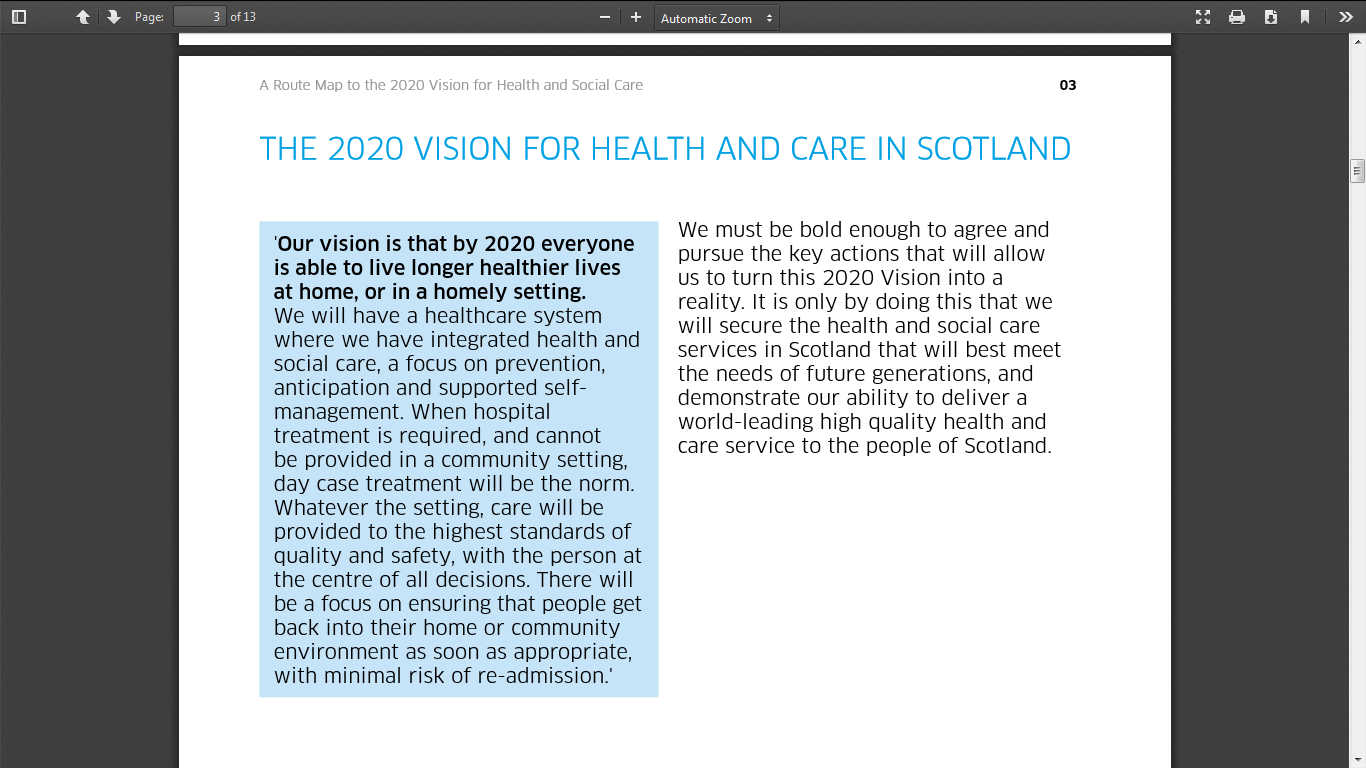 Page: 3 of 13
Automatic Zoom
A Route Map to the 2020 Vision for Health and Social Care
03
THE 2020 VISION FOR HEALTH AND CARE IN SCOTLAND
'Our vision is that by 2020 everyone
is able to live longer healthier lives
at home, or in a homely setting.
We will have a healthcare system
where we have integrated health and
social care, a focus on prevention,
anticipation and supported self-
management. When hospital
treatment is required, and cannot
be provided in a community setting,
day case treatment will be the norm.
Whatever the setting, care will be
provided to the highest standards of
quality and safety, with the person at
the centre of all decisions. There will
be a focus on ensuring that people get
back into their home or community
environment as soon as appropriate,
with minimal risk of re-admission.'
We must be bold enough to agree and
pursue the key actions that will allow
us to turn this 2020 Vision into a
reality. It is only by doing this that we
will secure the health and social care
services in Scotland that will best meet
the needs of future generations, and
demonstrate our ability to deliver a
world-leading high quality health and
care service to the people of Scotland.